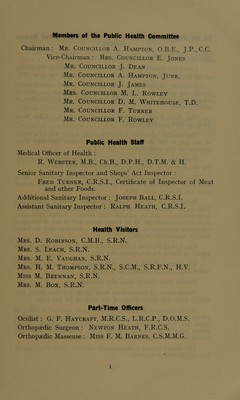 Members of the Public Health Committee
Chairman : Mr. Councillor A. Hampton, O.B.E., J.P., C.C.
Vice-Chairman : Mrs. Councillor E. Jones
Mr. Councillor J. Dean
Mr. Councillor A. Hampton, Junr.
Mr. Councillor J. James
Mrs. Councillor M. L. Rowley
Mr. Councillor D. M. Whitehouse, T.D.
Mr. Councillor F. Turner
Mr. Councillor F. Rowley
Public Health Staff
Medical Officer of Health :
R. Webster, M.B., Ch.B., D.P.H., D.T.M. & H.
Senior Sanitary Inspector and Shops' Act Inspector :
Fred Turner, C.R.S.I., Certificate of Inspector of Meat
and other Foods.
Additional Sanitary Inspector : Joseph Ball, C.R.S.I.
Assistant Sanitary Inspector : Ralph Heath, C.R.S.I.
Health Visitors
Mrs. D. Robinson, C.M.B., S.R.N.
Mrs. S. Leach, S.R.N.
Mrs. M. E. Vaughan, S.R.N.
Mrs. H. M. Thompson, S.R.N., S.C.M., S.R.F.N., H.V.
Miss M. Brennan, S.R.N.
Mrs. M. Box, S.R.N.
Part-Time Officers
Oculist : G. F. Haycraft, M.R.C.S., L.R.C.P., D.O.M.S.
Orthopædic Surgeon : Newton Heath, F.R.C.S.
Orthopædic Masseuse : Miss F. M. Barnes, C.S.M.M.G.
1